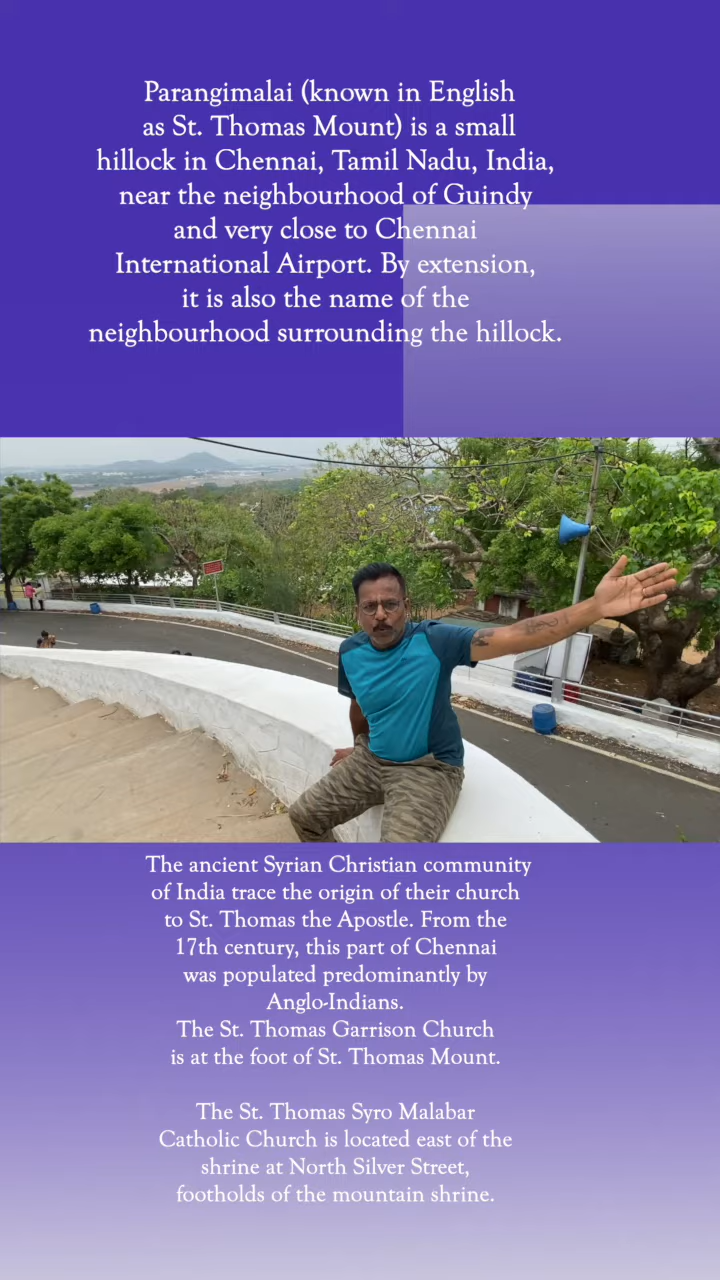 Parangimalai (known in English
as St. Thomas Mount) is a small
hillock in Chennai, Tamil Nadu, India,
near the neighbourhood of Guindy
and very close to Chennai
International Airport. By extension,
it is also the name of the
neighbourhood surrounding the hillock.
The ancient Syrian Christian community
of India trace the origin of their church
to St. Thomas the Apostle. From the
17th century, this part of Chennai
was populated predominantly by
Anglo-Indians.
The St. Thomas Garrison Church
is at the foot of St. Thomas Mount.
The St. Thomas Syro Malabar
Catholic Church is located east of the
shrine at North Silver Street,
footholds of the mountain shrine.